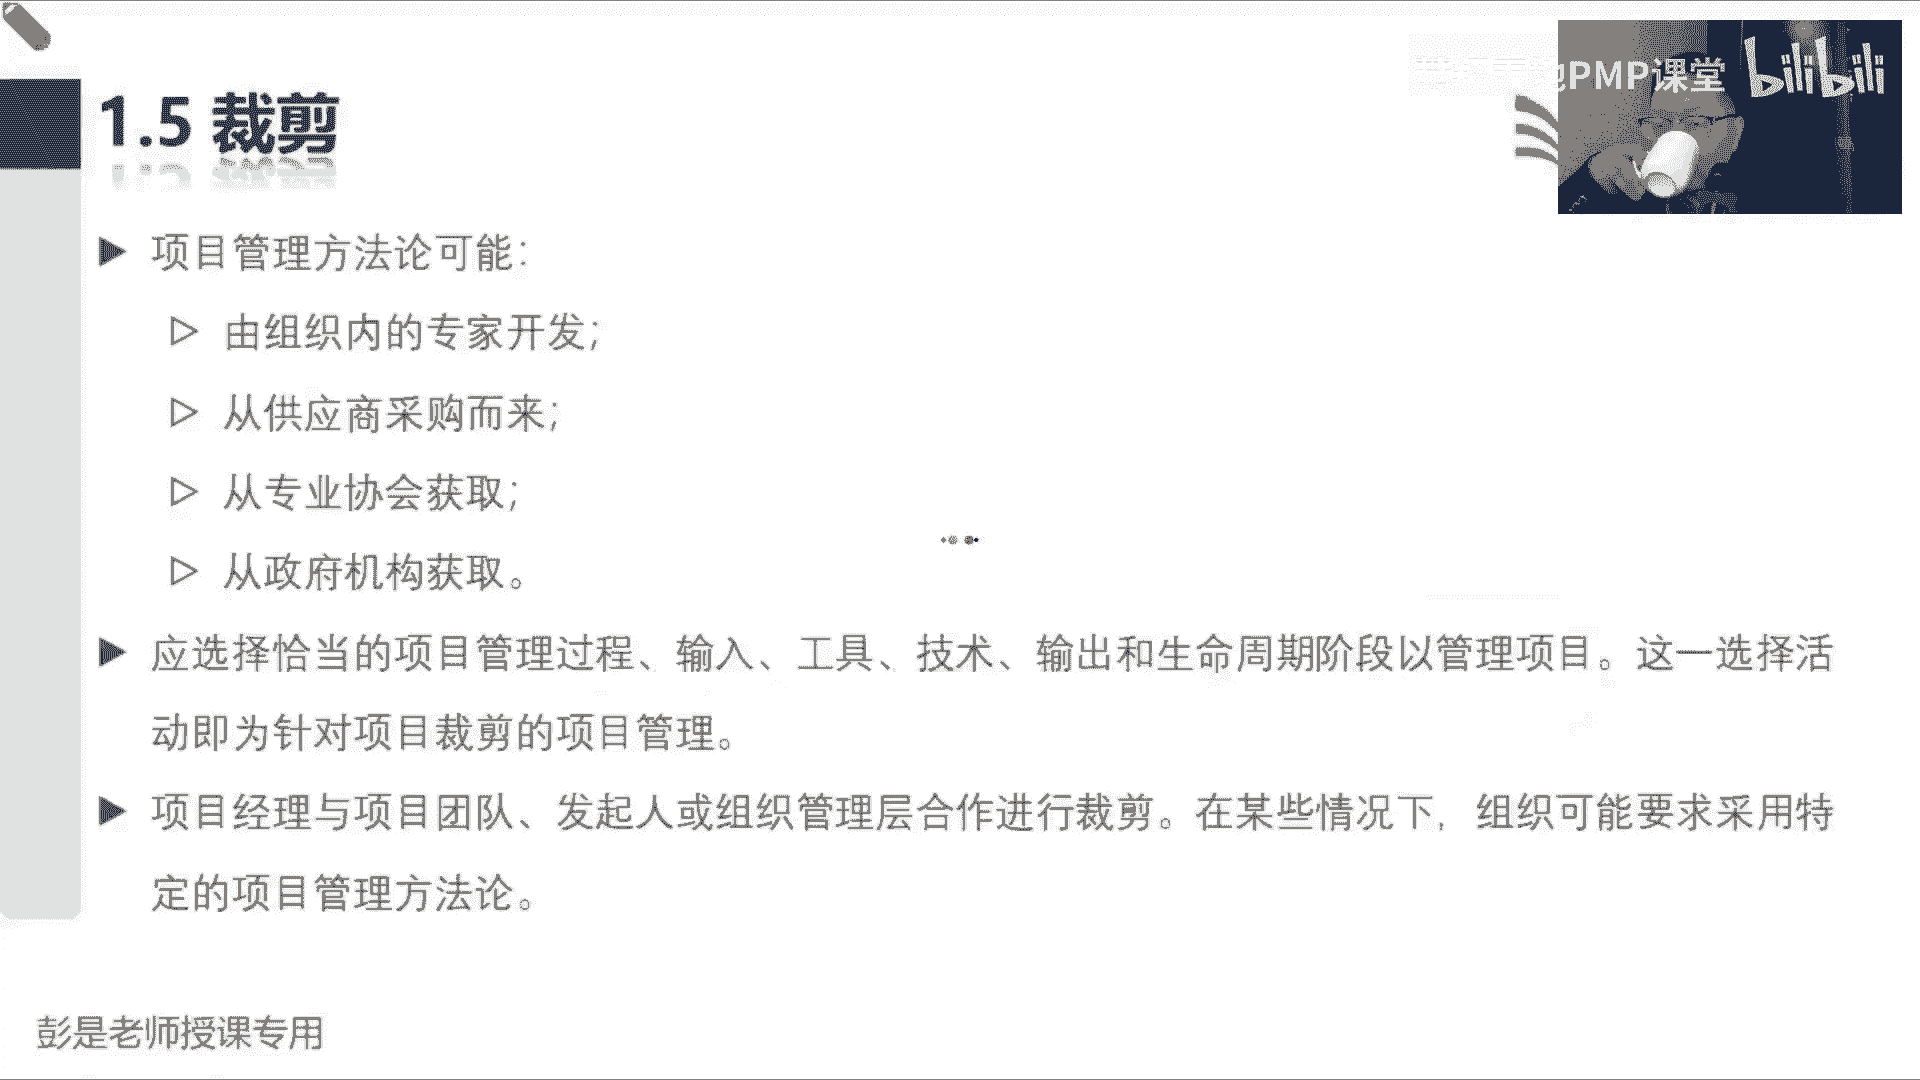 PMP课堂 bilibili
1.5 裁剪
项目管理方法论可能：
由组织内的专家开发；
从供应商采购而来；
从专业协会获取；
从政府机构获取。
应选择恰当的项目管理过程、输入、工具、技术、输出和生命周期阶段以管理项目。这一选择活
动即为针对项目裁剪的项目管理。
项目经理与项目团队、发起人或组织管理层合作进行裁剪。在某些情况下，组织可能要求采用特
定的项目管理方法论。
彭是老师授课专用